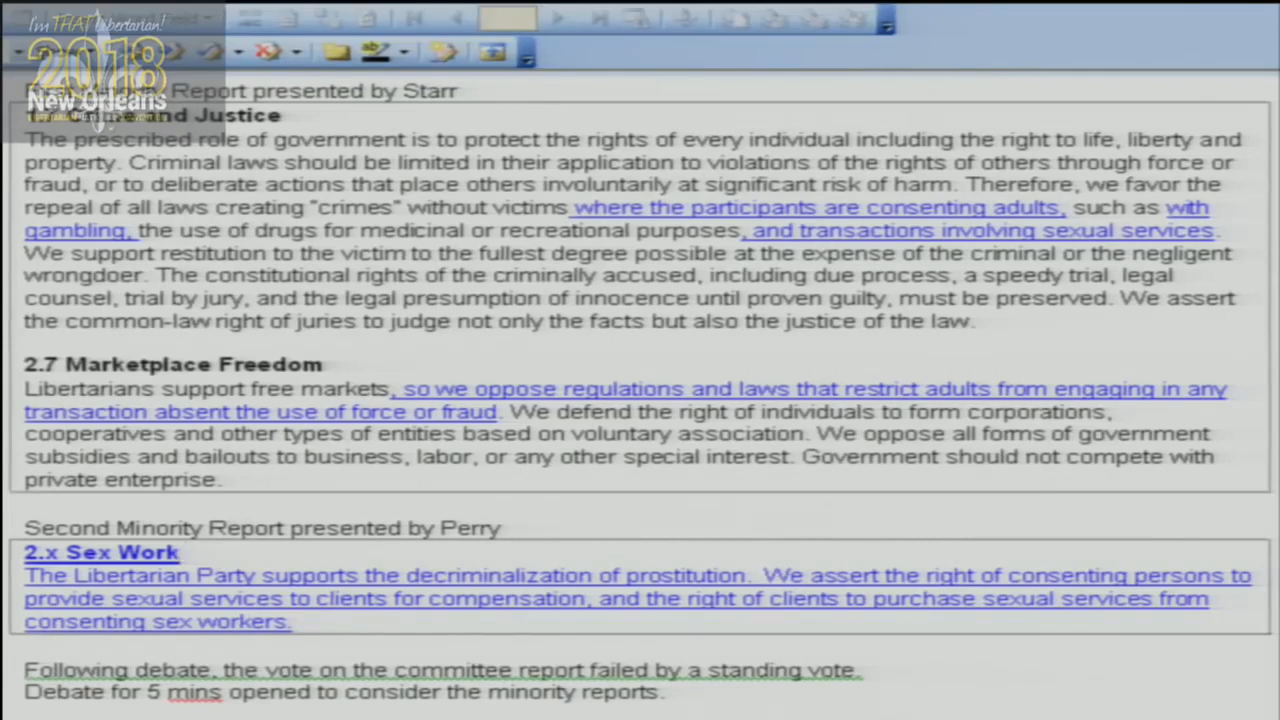 I'm THAT Libertarian!
2018
New Orleans
Report presented by Starr
and Justice
The prescribed role of government is to protect the rights of every individual including the right to life, liberty and
property. Criminal laws should be limited in their application to violations of the rights of others through force or
fraud, or to deliberate actions that place others involuntarily at significant risk of harm. Therefore, we favor the
repeal of all laws creating "crimes" without victims where the participants are consenting adults, such as with
gambling, the use of drugs for medicinal or recreational purposes, and transactions involving sexual services.
We support restitution to the victim to the fullest degree possible at the expense of the criminal or the negligent
wrongdoer. The constitutional rights of the criminally accused, including due process, a speedy trial, legal
counsel, trial by jury, and the legal presumption of innocence until proven guilty, must be preserved. We assert
the common-law right of juries to judge not only the facts but also the justice of the law.
2.7 Marketplace Freedom
Libertarians support free markets, so we oppose regulations and laws that restrict adults from engaging in any
transaction absent the use of force or fraud. We defend the right of individuals to form corporations,
cooperatives and other types of entities based on voluntary association. We oppose all forms of government
subsidies and bailouts to business, labor, or any other special interest. Government should not compete with
private enterprise.
Second Minority Report presented by Perry
2.x Sex Work
The Libertarian Party supports the decriminalization of prostitution. We assert the right of consenting persons to
provide sexual services to clients for compensation, and the right of clients to purchase sexual services from
consenting sex workers.
Following debate, the vote on the committee report failed by a standing vote.
Debate for 5 mins opened to consider the minority reports.